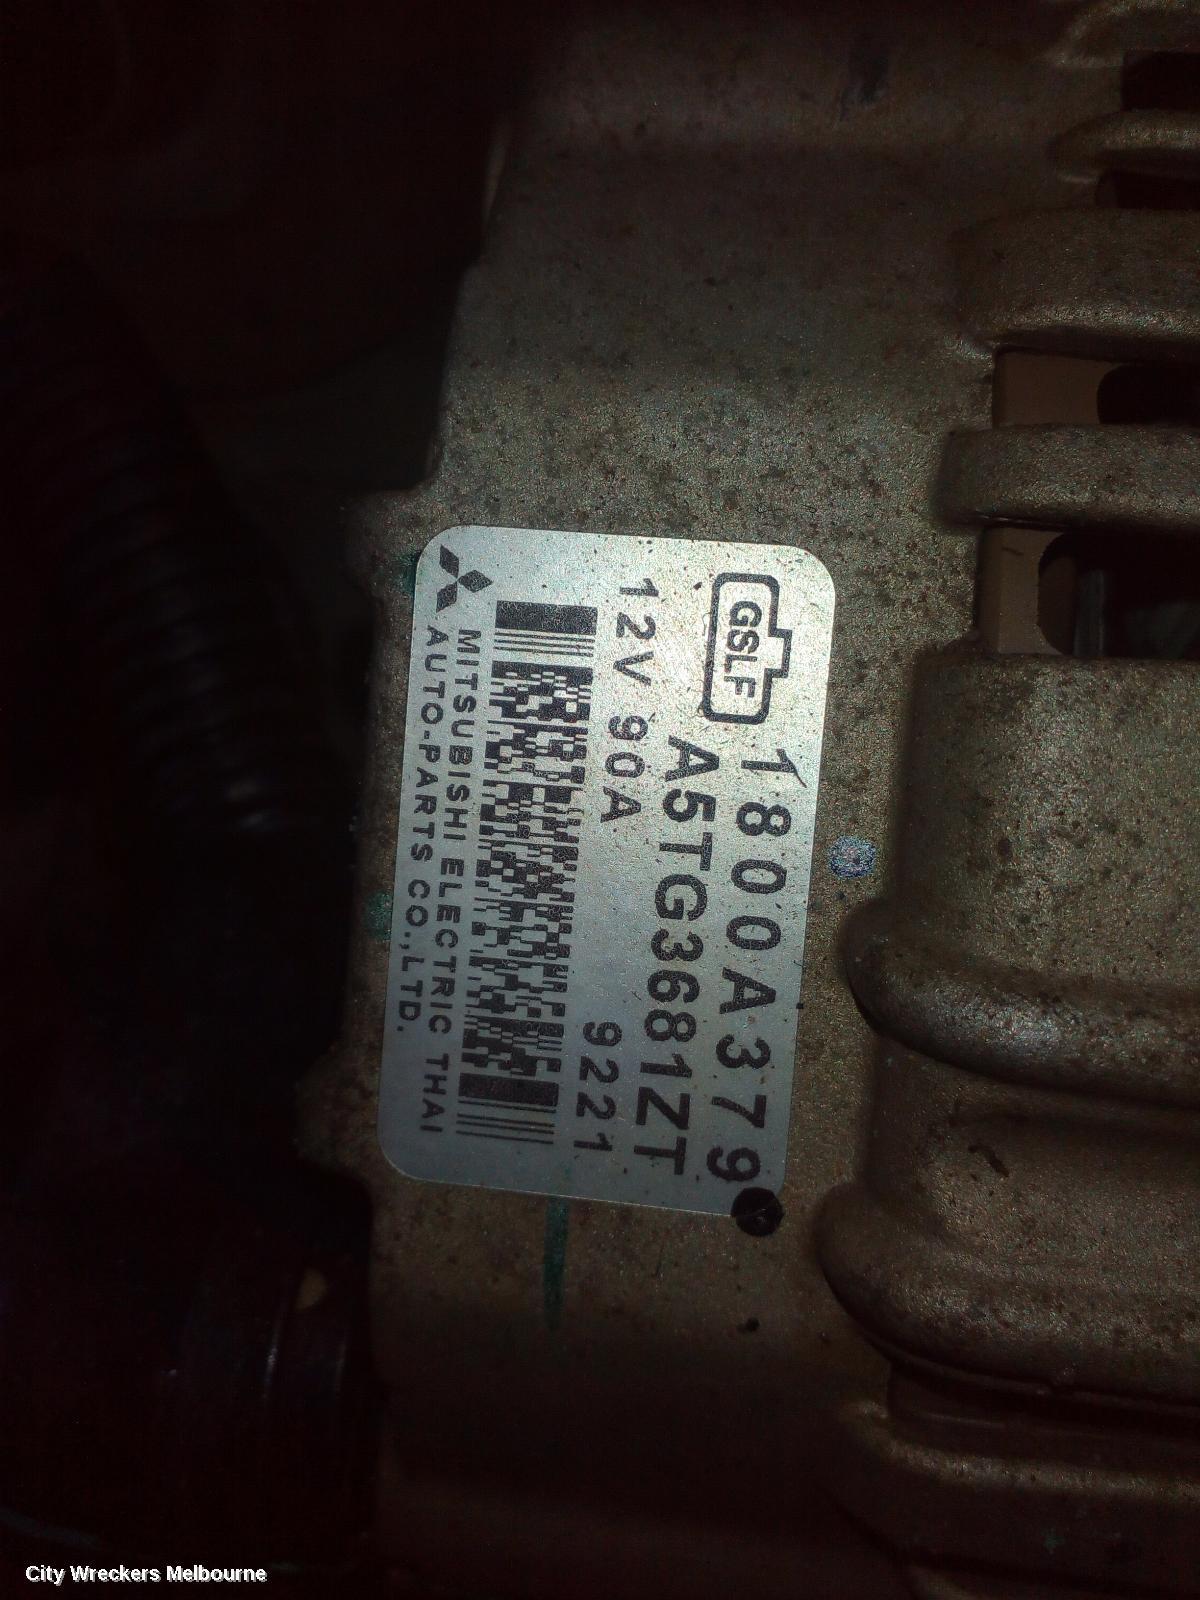 GSLF
1800A379
A5TG3681ZT
12V 90A
9221
MITSUBISHI ELECTRIC THAI
AUTO-PARTS CO.,LTD.
City Wreckers Melbourne